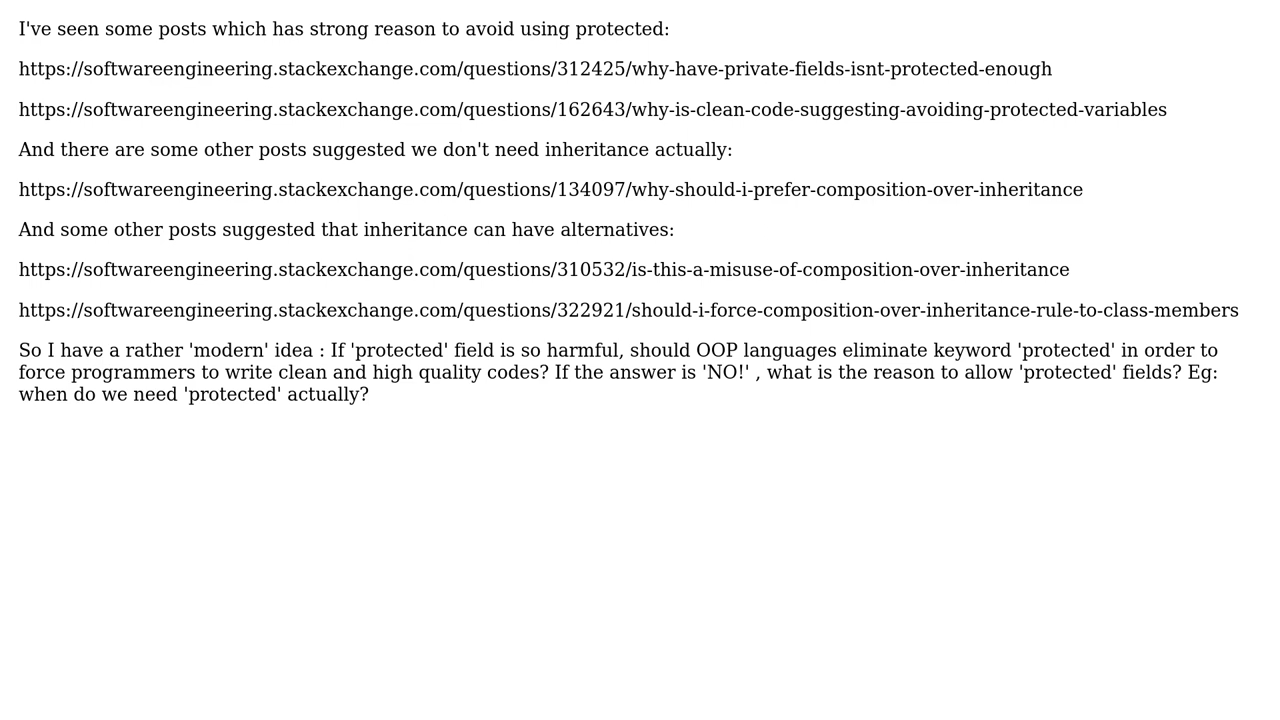 I've seen some posts which has strong reason to avoid using protected:
https://softwareengineering.stackexchange.com/questions/312425/why-have-private-fields-isnt-protected-enough
https://softwareengineering.stackexchange.com/questions/162643/why-is-clean-code-suggesting-avoiding-protected-variables
And there are some other posts suggested we don't need inheritance actually:
https://softwareengineering.stackexchange.com/questions/134097/why-should-i-prefer-composition-over-inheritance
And some other posts suggested that inheritance can have alternatives:
https://softwareengineering.stackexchange.com/questions/310532/is-this-a-misuse-of-composition-over-inheritance
https://softwareengineering.stackexchange.com/questions/322921/should-i-force-composition-over-inheritance-rule-to-class-members
So I have a rather 'modern' idea : If 'protected' field is so harmful, should OOP languages eliminate keyword 'protected' in order to
force programmers to write clean and high quality codes? If the answer is 'NO!' , what is the reason to allow 'protected' fields? Eg:
when do we need 'protected' actually?